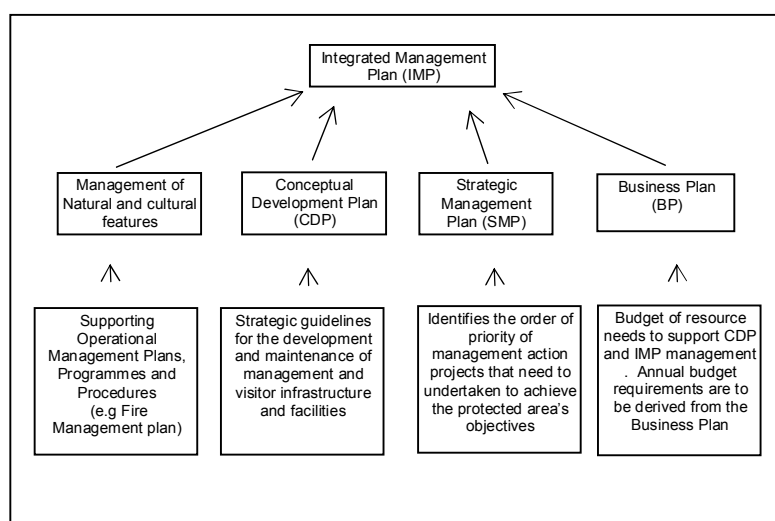 Integrated Management
Plan (IMP)
Management of
Natural and cultural
features
Conceptual
Development Plan
(CDP)
Strategic
Management
Plan (SMP)
Business Plan
(BP)
Supporting
Operational
Management Plans,
Programmes and
Procedures
(e.g Fire
Management plan)
Strategic guidelines
for the development
and maintenance of
management and
visitor infrastructure
and facilities
Identifies the order of
priority of
management action
projects that need to
undertaken to achieve
the protected area’s
objectives
Budget of resource
needs to support CDP
and IMP management
. Annual budget
requirements are to
be derived from the
Business Plan